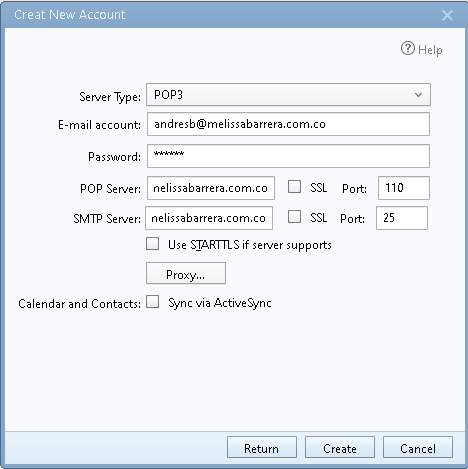 Creat New Account
Help
Server Type: POP3
E-mail account: andresb@melissabarrera.com.co
Password: ******
POP Server: nelissabarrera.com.co SSL Port: 110
SMTP Server: nelissabarrera.com.co SSL Port: 25
Use STARTTLS if server supports
Proxy...
Calendar and Contacts: Sync via ActiveSync
Return Create Cancel